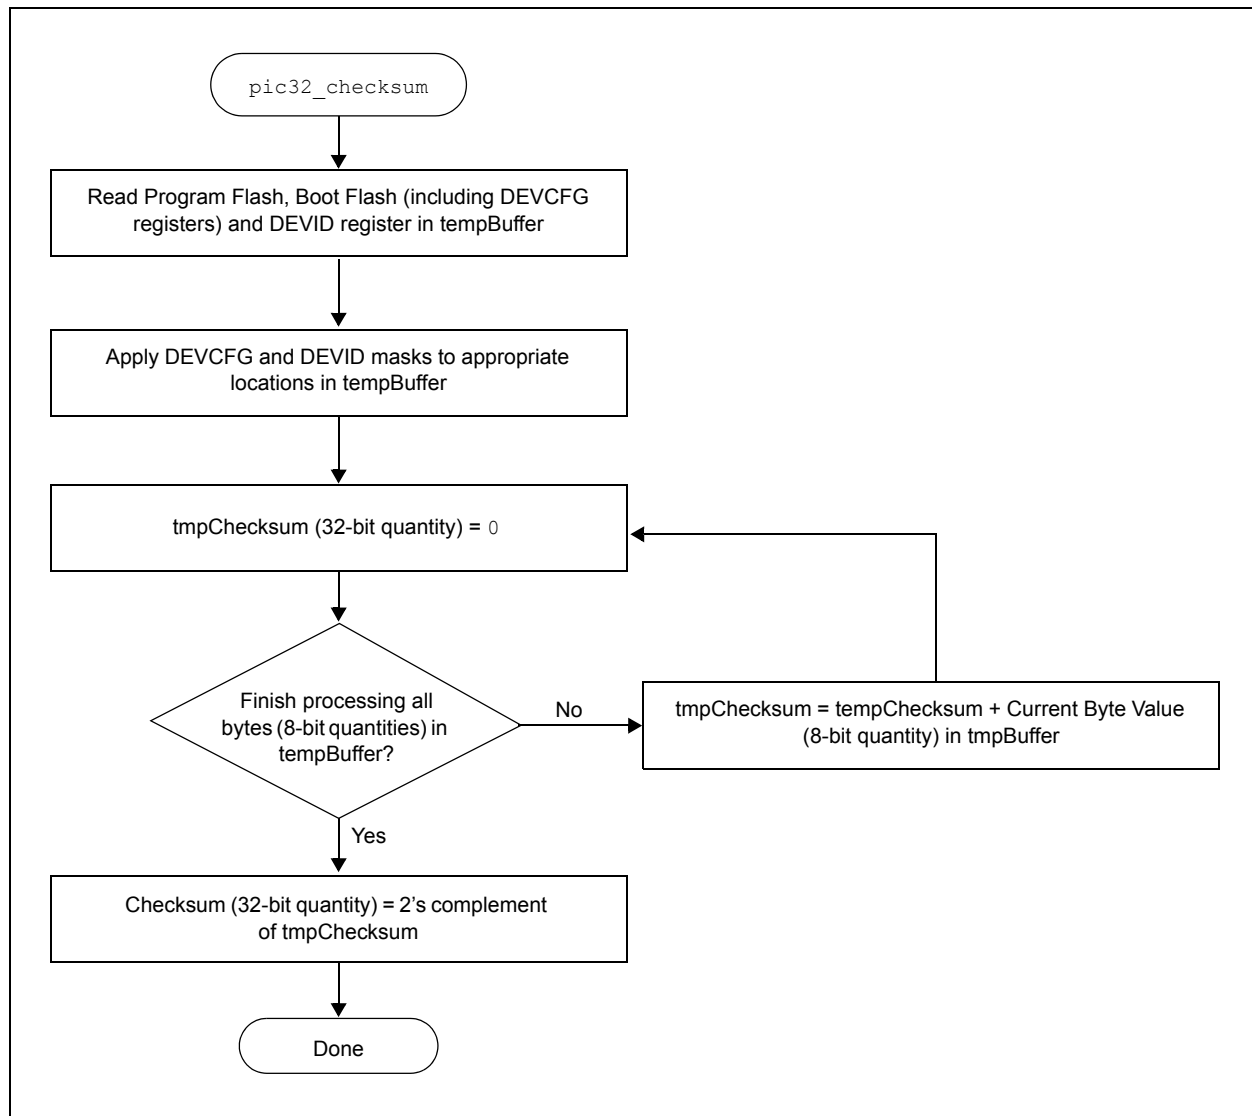 pic32_checksum
Read Program Flash, Boot Flash (including DEVCFG
registers) and DEVID register in tempBuffer
Apply DEVCFG and DEVID masks to appropriate
locations in tempBuffer
tmpChecksum (32-bit quantity) = 0
Finish processing all
bytes (8-bit quantities) in
tempBuffer?
No
tmpChecksum = tempChecksum + Current Byte Value
(8-bit quantity) in tmpBuffer
Yes
Checksum (32-bit quantity) = 2’s complement
of tmpChecksum
Done